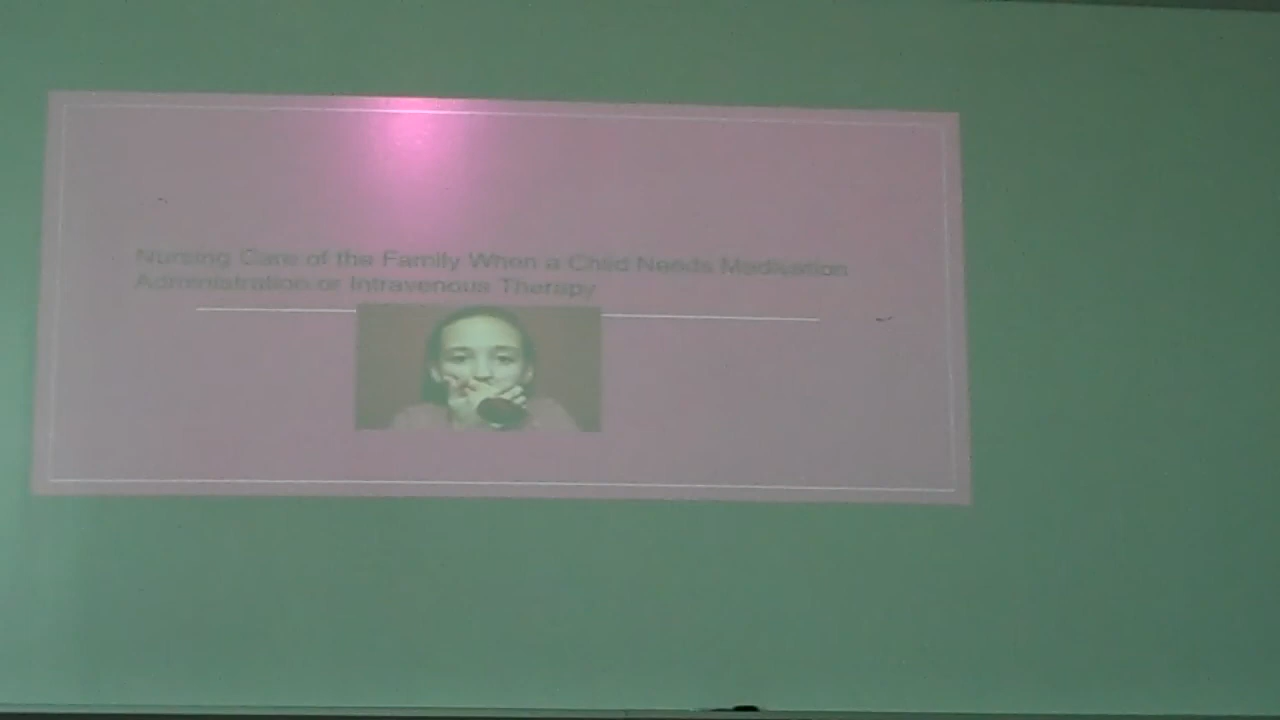 Nursing Care of the Family When a Child Needs Medication
Administration or Intravenous Therapy